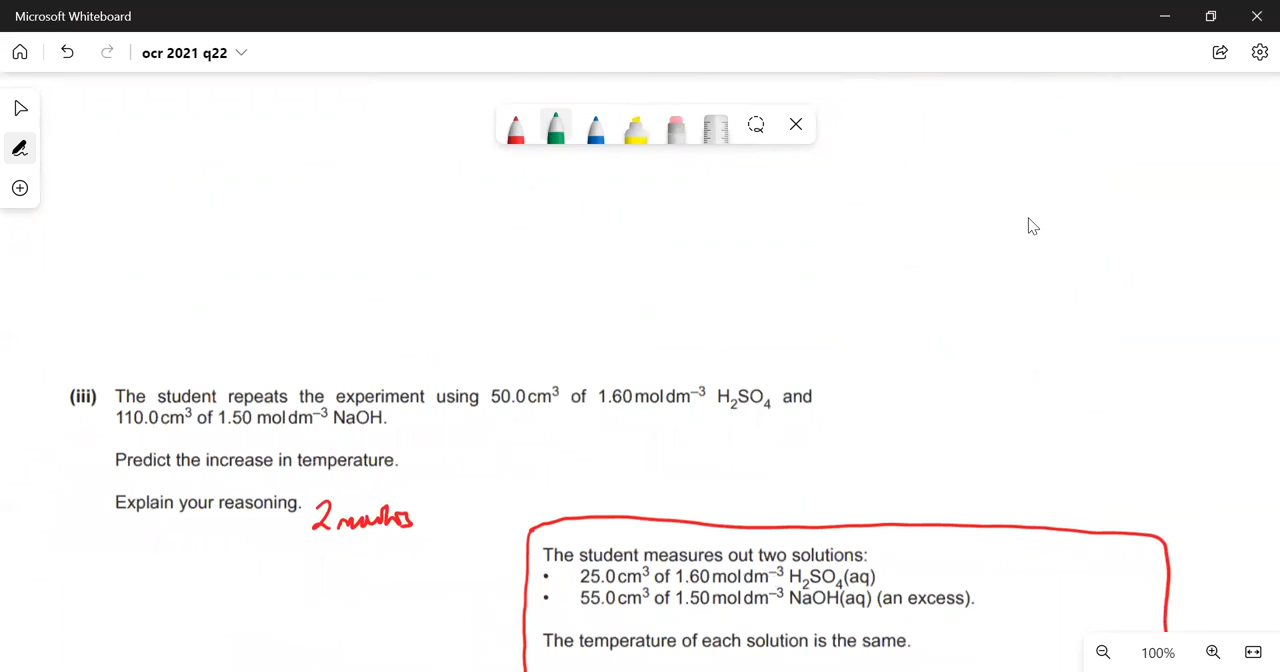 Microsoft Whiteboard
ocr 2021 q22
(iii) The student repeats the experiment using 50.0 cm³ of 1.60 mol dm⁻³ H₂SO₄ and
110.0 cm³ of 1.50 mol dm⁻³ NaOH.
Predict the increase in temperature.
Explain your reasoning.
2 marks
The student measures out two solutions:
• 25.0 cm³ of 1.60 mol dm⁻³ H₂SO₄(aq)
• 55.0 cm³ of 1.50 mol dm⁻³ NaOH(aq) (an excess).
The temperature of each solution is the same.
100%